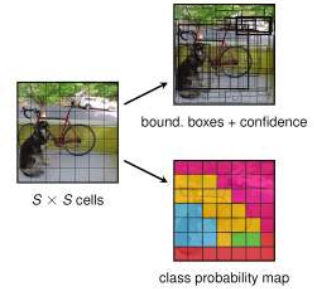 bound. boxes + confidence
S × S cells
class probability map